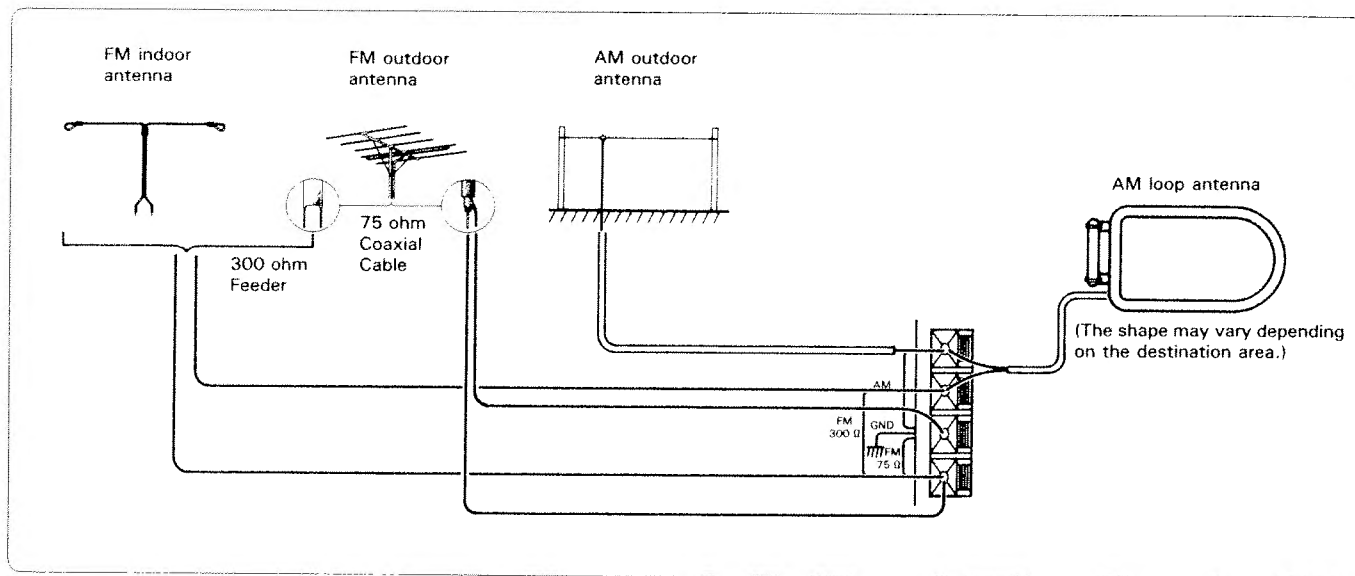 FM indoor
antenna
FM outdoor
antenna
AM outdoor
antenna
AM loop antenna
75 ohm
Coaxial
Cable
300 ohm
Feeder
(The shape may vary depending
on the destination area.)
AM
FM
300 Ω
GND
FM
75 Ω